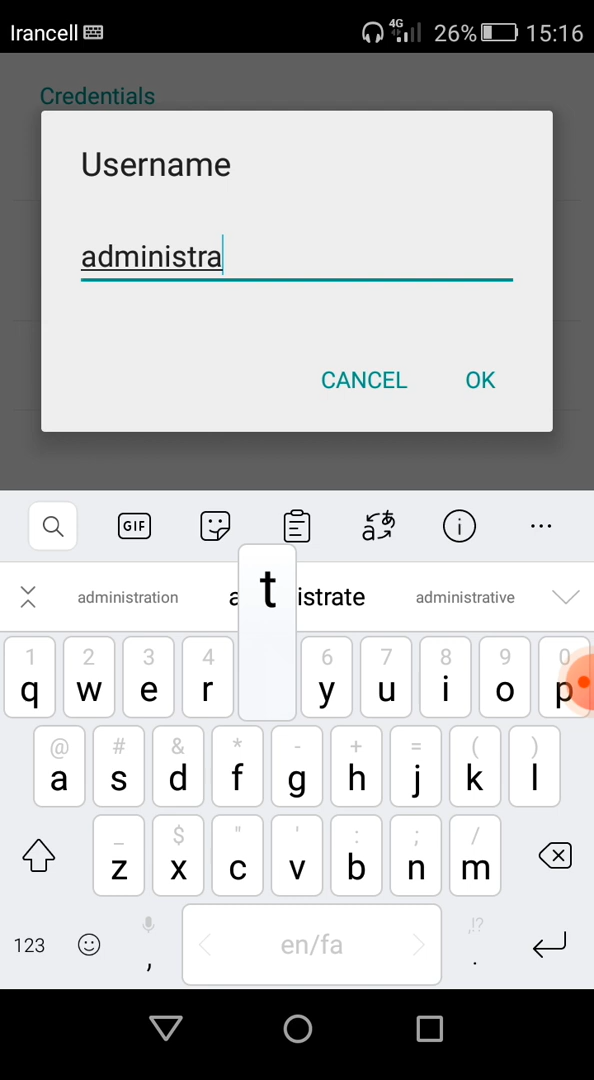 Irancell 4G 26% 15:16
Credentials
Username
administra
CANCEL OK
GIF
administration a t istrate administrative
1 2 3 4 6 7 8 9 0
q w e r y u i o p
@ # & * - + = ( )
a s d f g h j k l
_ $ " ' : ; /
z x c v b n m
,!?
123 , en/fa .